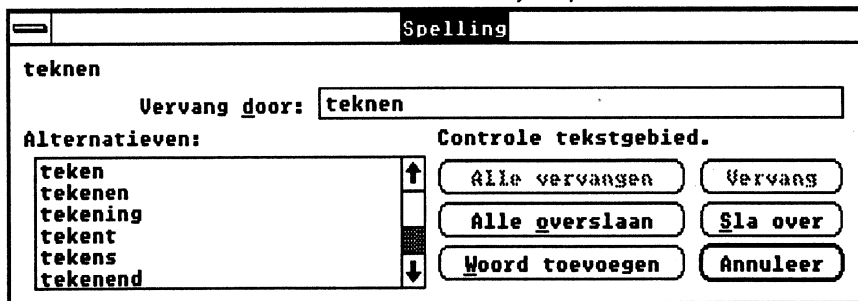 Spelling
teknen
Vervang door: teknen
Alternatieven:
Controle tekstgebied.
teken
tekenen
tekening
tekent
tekens
tekenend
Alle vervangen
Vervang
Alle overslaan
Sla over
Woord toevoegen
Annuleer